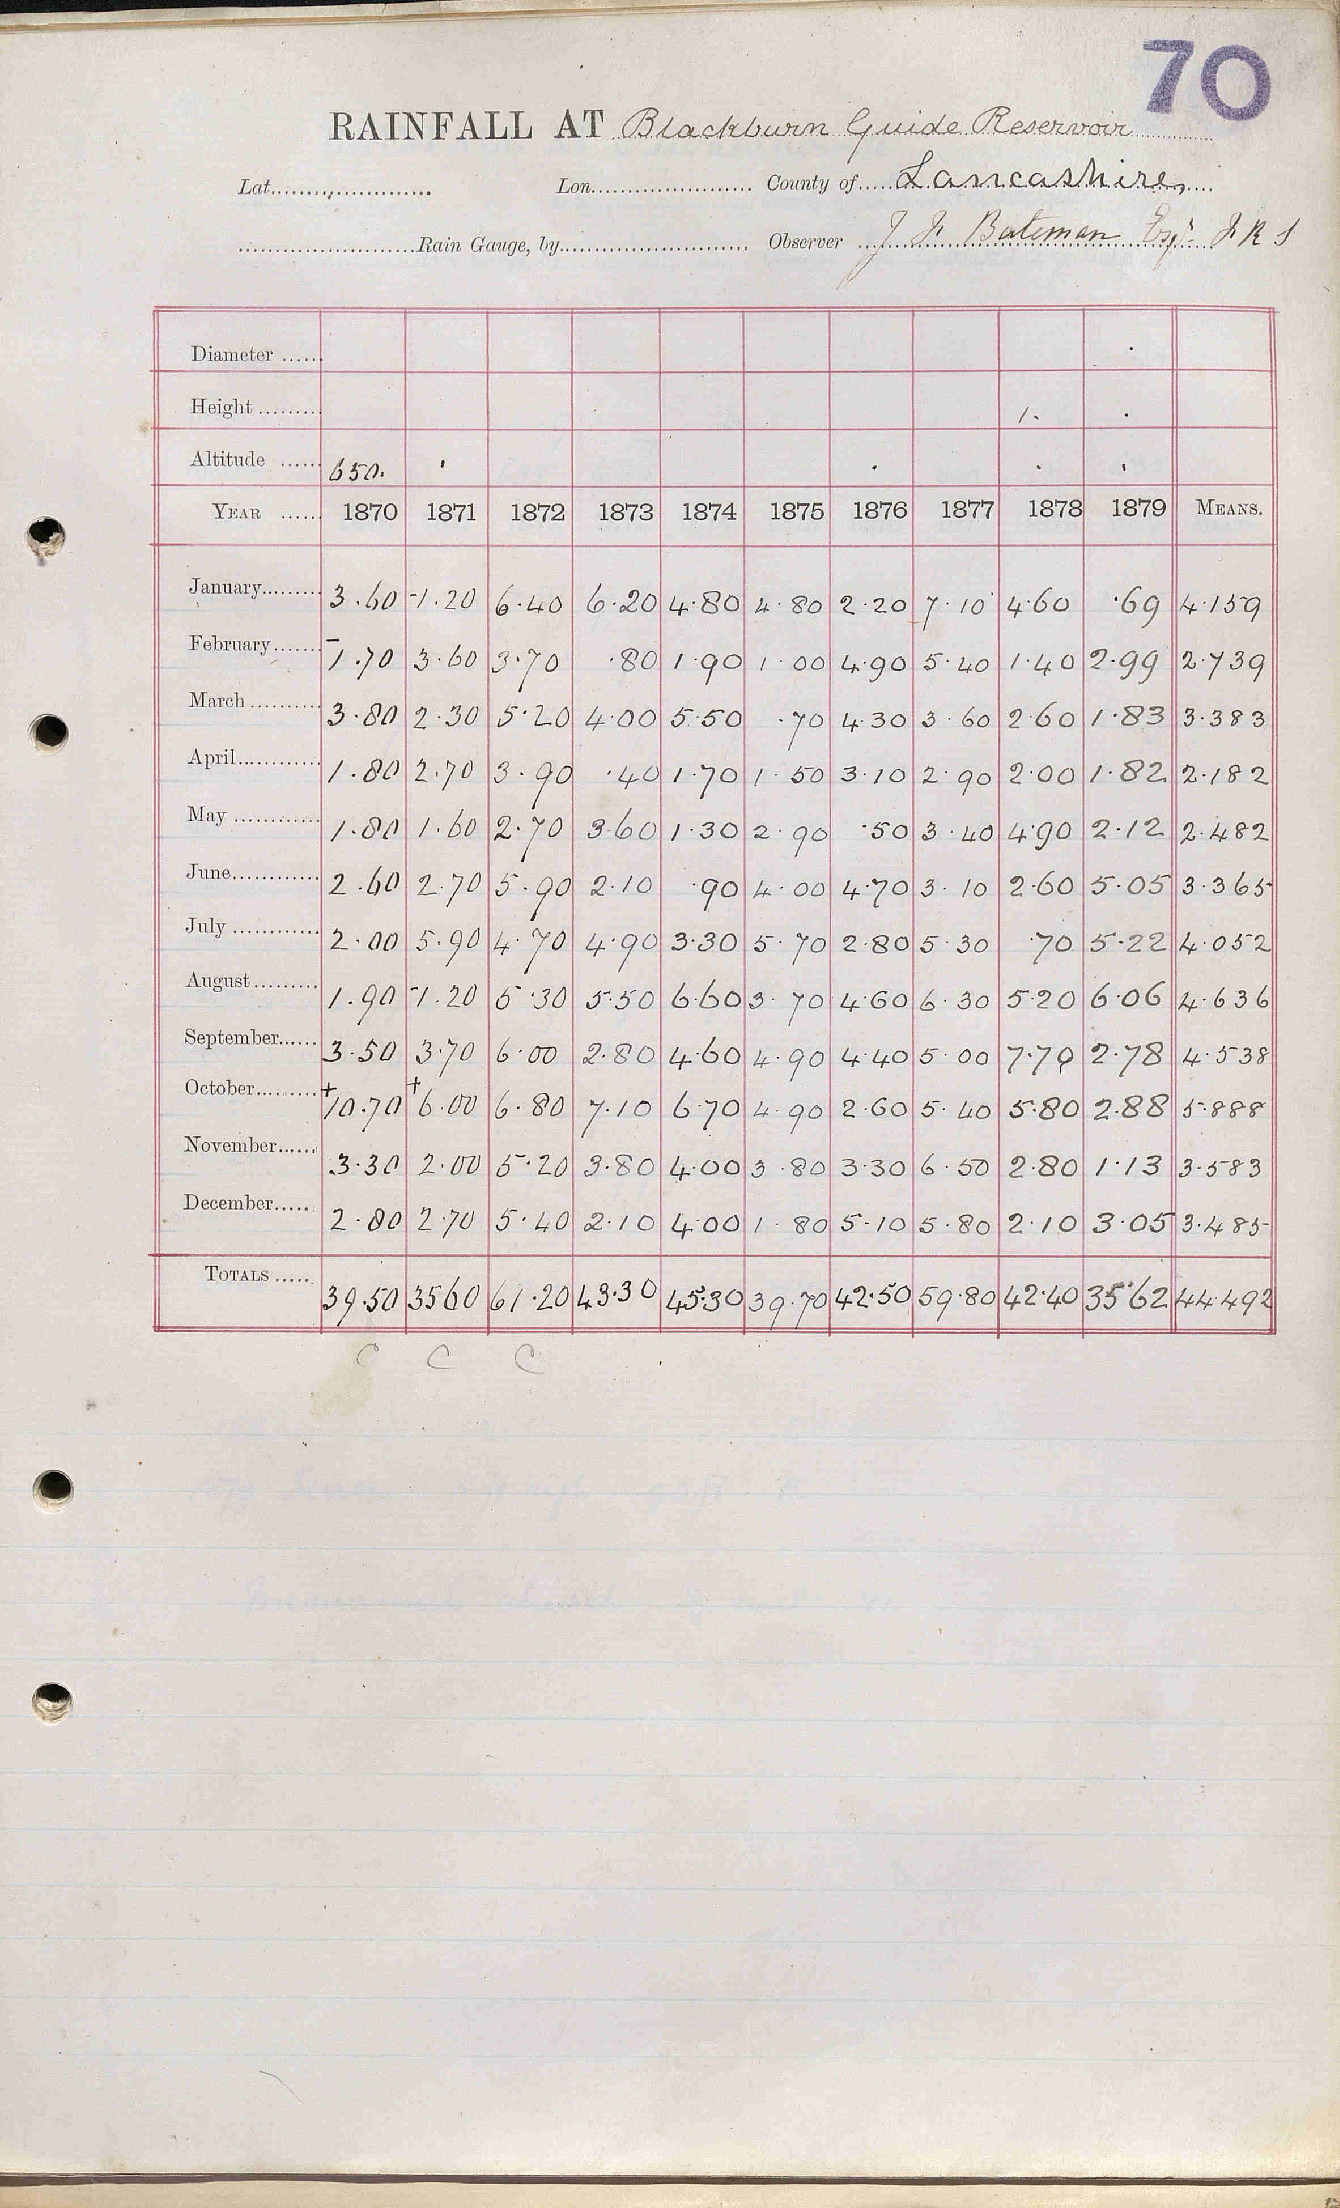 70
RAINFALL AT Blackburn Guide Reservoir
Lat. Lon. County of Lancashire
Rain Gauge, by Observer J F Bateman Esqr F R S
Diameter
Height 1.
Altitude 650.
YEAR 1870 1871 1872 1873 1874 1875 1876 1877 1878 1879 MEANS.
January 3.60 -1.20 6.40 6.20 4.80 4.80 2.20 7.10 4.60 .69 4.159
February -1.70 3.60 3.70 .80 1.90 1.00 4.90 5.40 1.40 2.99 2.739
March 3.80 2.30 5.20 4.00 5.50 .70 4.30 3.60 2.60 1.83 3.383
April 1.80 2.70 3.90 .40 1.70 1.50 3.10 2.90 2.00 1.82 2.182
May 1.80 1.60 2.70 3.60 1.30 2.90 .50 3.40 4.90 2.12 2.482
June 2.60 2.70 5.90 2.10 .90 4.00 4.70 3.10 2.60 5.05 3.365
July 2.00 5.90 4.70 4.90 3.30 5.70 2.80 5.30 .70 5.22 4.052
August 1.90 -1.20 5.30 5.50 6.60 3.70 4.60 6.30 5.20 6.06 4.636
September 3.50 3.70 6.00 2.80 4.60 4.90 4.40 5.00 7.70 2.78 4.538
October +10.70 +6.00 6.80 7.10 6.70 4.90 2.60 5.40 5.80 2.88 5.888
November 3.30 2.00 5.20 3.80 4.00 3.80 3.30 6.50 2.80 1.13 3.583
December 2.80 2.70 5.40 2.10 4.00 1.80 5.10 5.80 2.10 3.05 3.485
TOTALS 39.50 3560 61.20 43.30 45.30 39.70 42.50 59.80 42.40 35.62 44.492
C C C